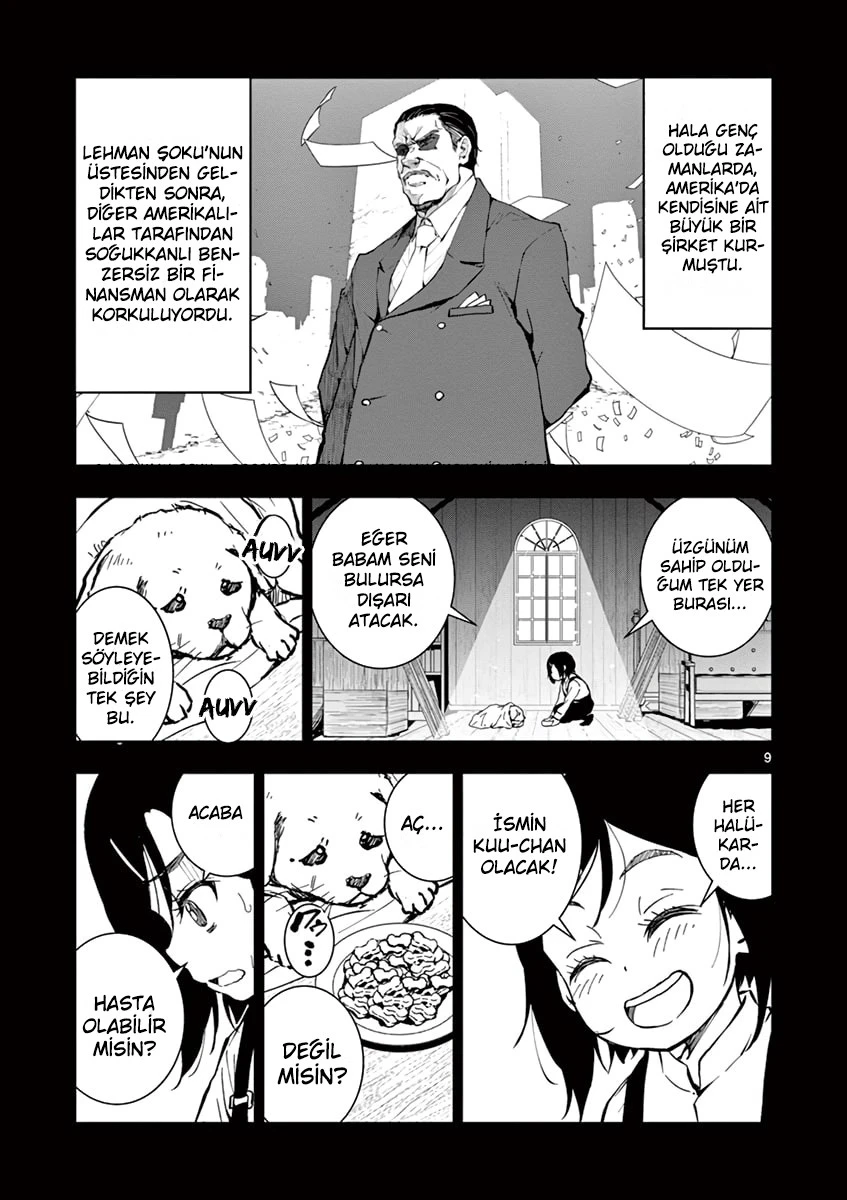 HALA GENÇ
OLDUĞU ZA-
MANLARDA,
AMERİKA'DA
KENDİSİNE AİT
BÜYÜK BİR
ŞİRKET KUR-
MUŞTU.
LEHMAN ŞOKU'NUN
ÜSTESİNDEN GEL-
DİKTEN SONRA,
DİĞER AMERİKALI-
LAR TARAFINDAN
SOĞUKKANLI BEN-
ZERSİZ BİR Fİ-
NANSMAN OLARAK
KORKULUYORDU.
ÜZGÜNÜM
SAHİP OLDU-
ĞUM TEK YER
BURASI...
EĞER
BABAM SENİ
BULURSA
DIŞARI
ATACAK.
AUVV
DEMEK
SÖYLEYE-
BİLDİĞİN
TEK ŞEY
BU.
AUVV
9
HER
HALÜ-
KAR-
DA...
İSMİN
KUU-CHAN
OLACAK!
AÇ...
DEĞİL
MİSİN?
ACABA
HASTA
OLABİLİR
MİSİN?